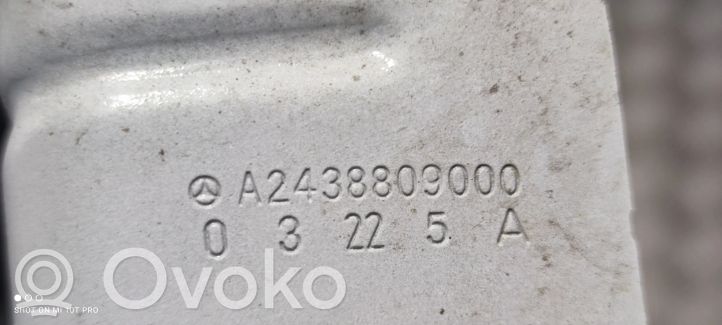 A2438809000
0 3 22 5 A
Ovoko
SHOT ON MI 10T PRO